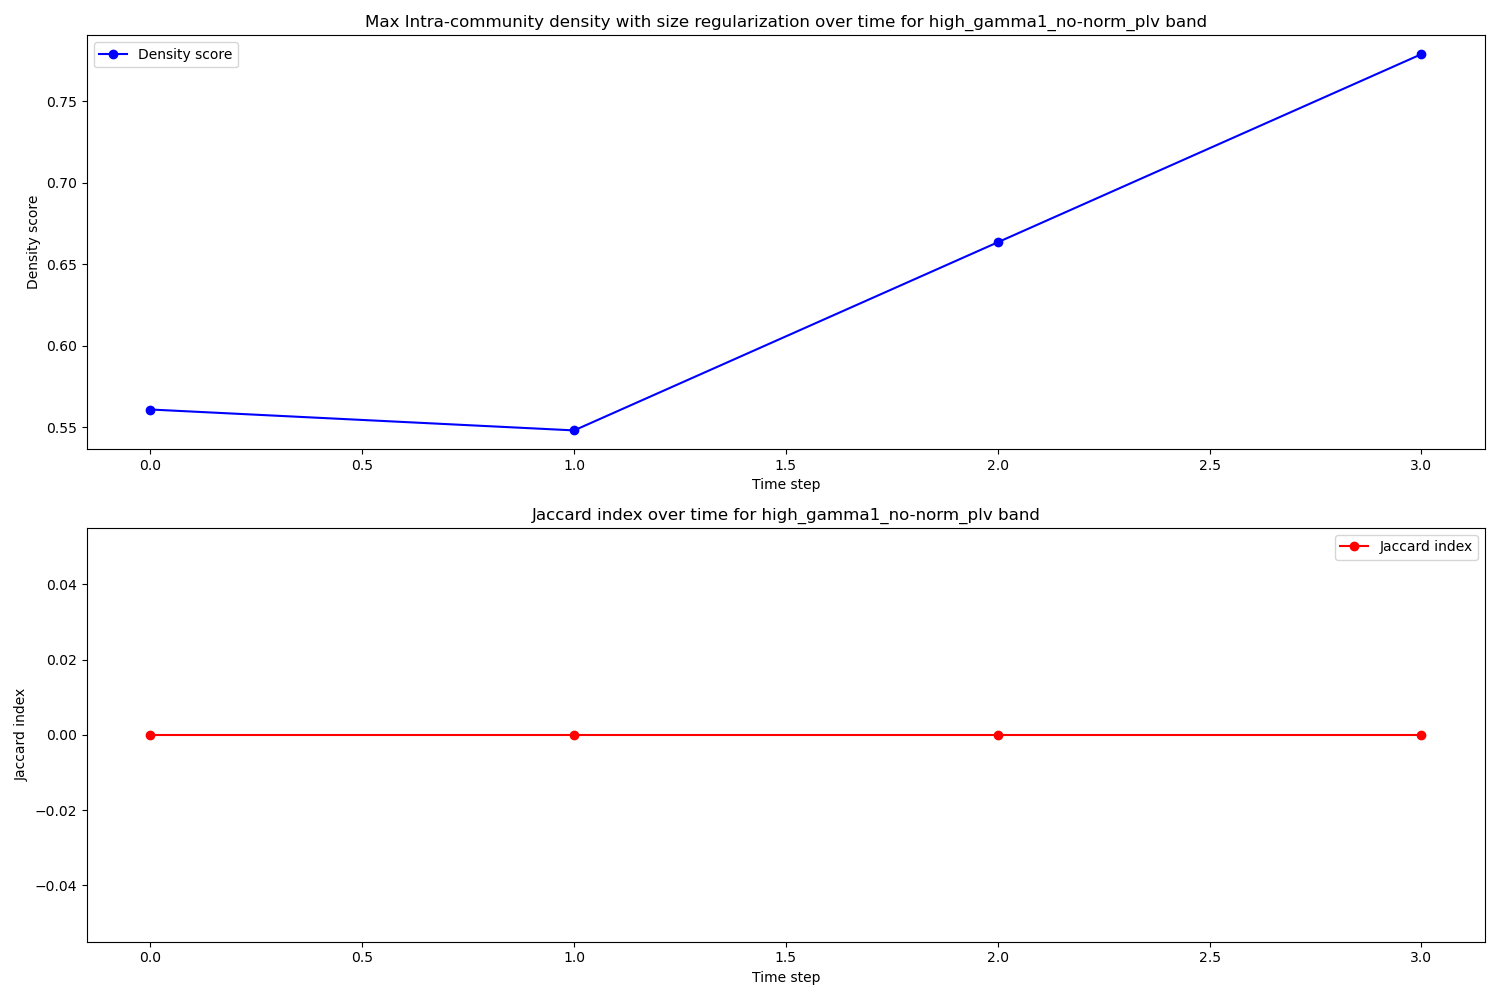 Max Intra-community density with size regularization over time for high_gamma1_no-norm_plv band
Density score
Density score
0.75
0.70
0.65
0.60
0.55
0.0 0.5 1.0 1.5 2.0 2.5 3.0
Time step
Jaccard index over time for high_gamma1_no-norm_plv band
Jaccard index
Jaccard index
0.04
0.02
0.00
−0.02
−0.04
0.0 0.5 1.0 1.5 2.0 2.5 3.0
Time step